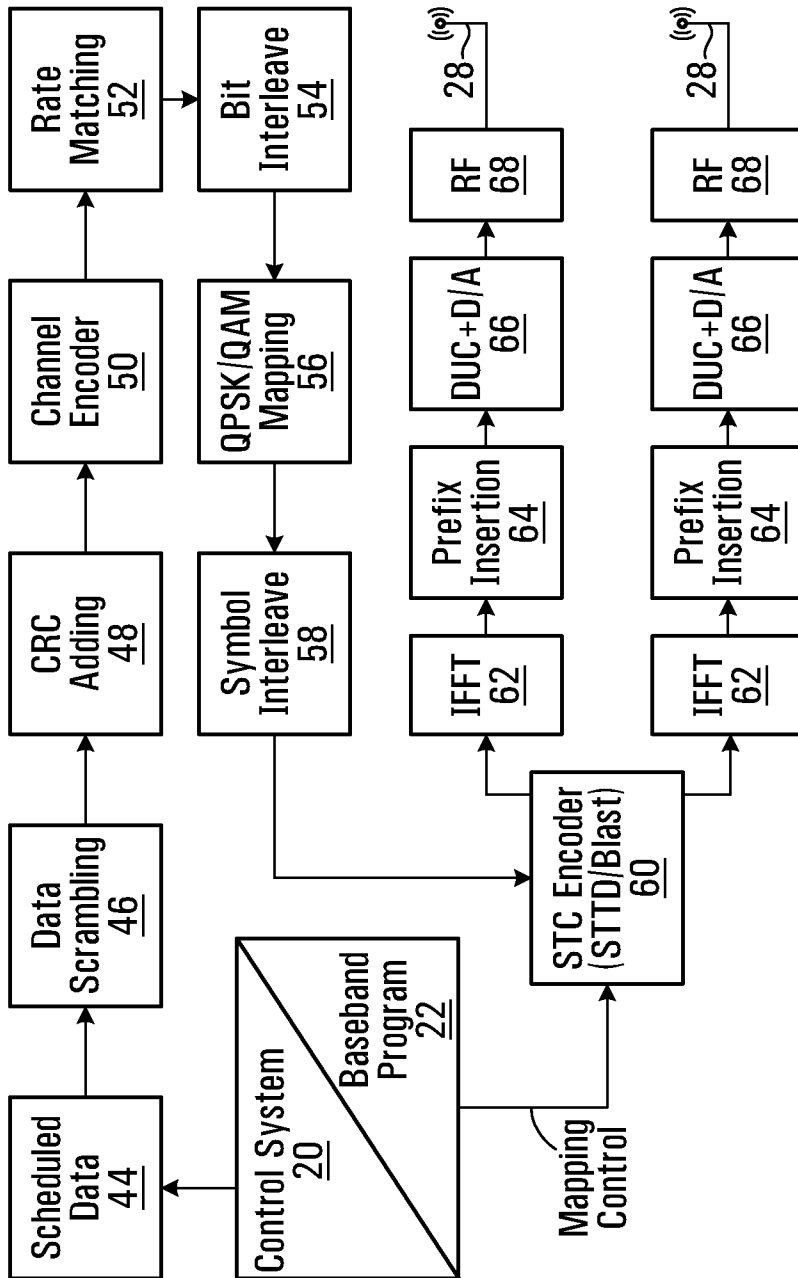 Scheduled
Data
44
Data
Scrambling
46
CRC
Adding
48
Channel
Encoder
50
Rate
Matching
52
Control System
20
Baseband
Program
22
Symbol
Interleave
58
QPSK/QAM
Mapping
56
Bit
Interleave
54
Mapping
Control
STC Encoder
(STTD/Blast)
60
IFFT
62
Prefix
Insertion
64
DUC+D/A
66
RF
68
28
IFFT
62
Prefix
Insertion
64
DUC+D/A
66
RF
68
28